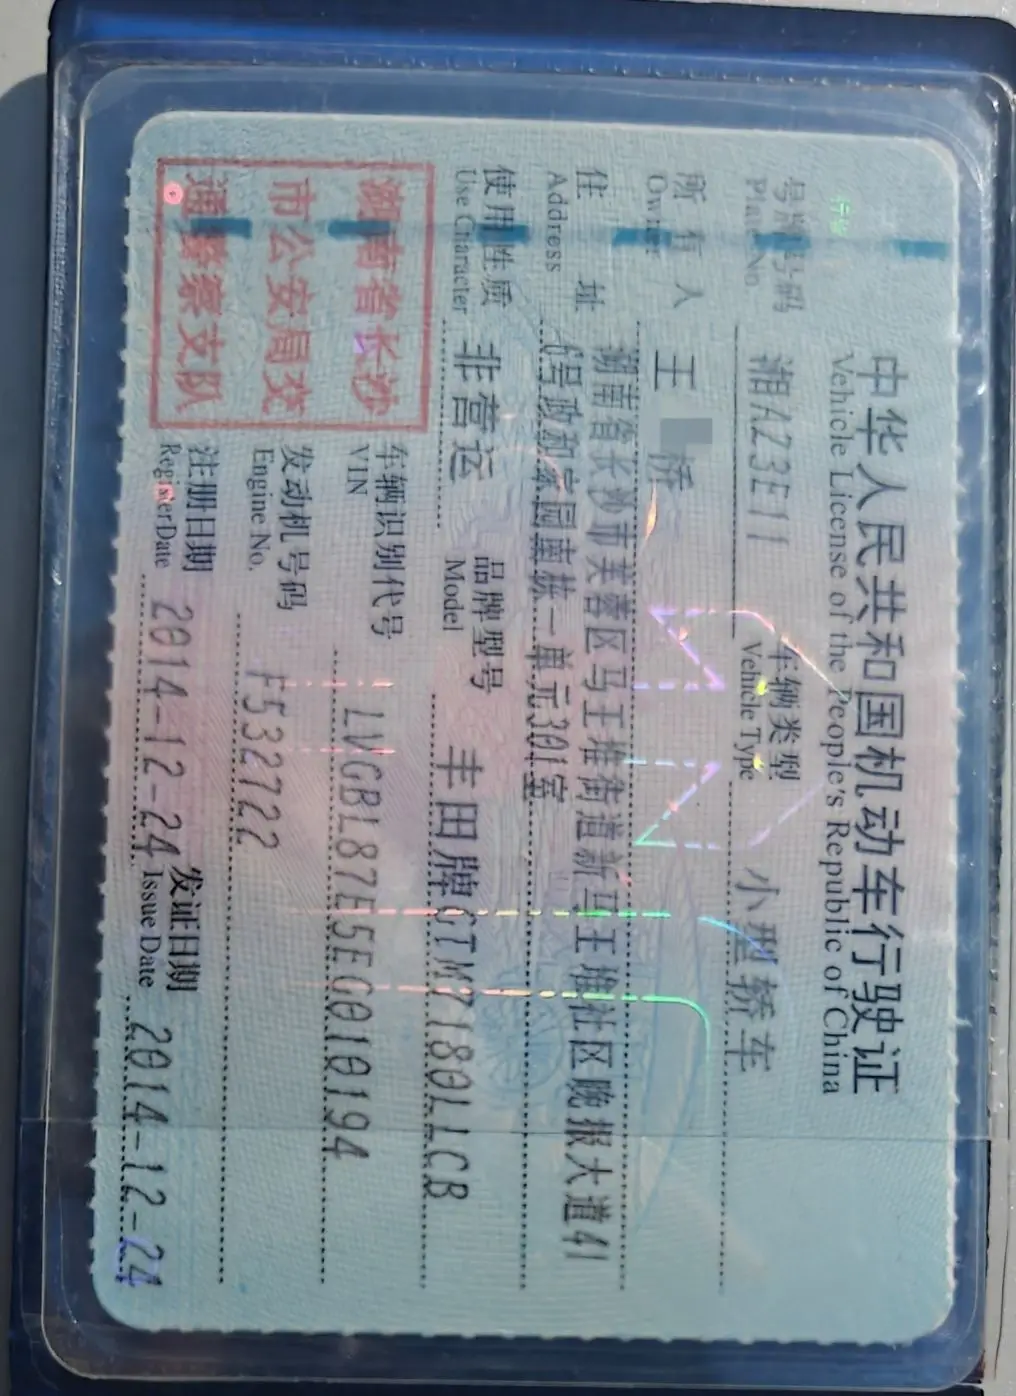 中华人民共和国机动车行驶证
Vehicle License of the People's Republic of China
号牌号码 湘AZ3E11 车辆类型 小型轿车
Plate No. Vehicle Type
所有人 王 桥
Owner
住址 湖南省长沙市芙蓉区马王堆街道新马王堆社区晚报大道41
Address 6号政和家园 栋一单元301室
使用性质 非营运 品牌型号 丰田牌GTM7180LLCB
Use Character Model
湖南省长沙
市公安局交
通警察支队
车辆识别代号 LVGBL87E5EG010194
VIN
发动机号码 F532722
Engine No.
注册日期 2014-12-24 发证日期 2014-12-24
Register Date Issue Date